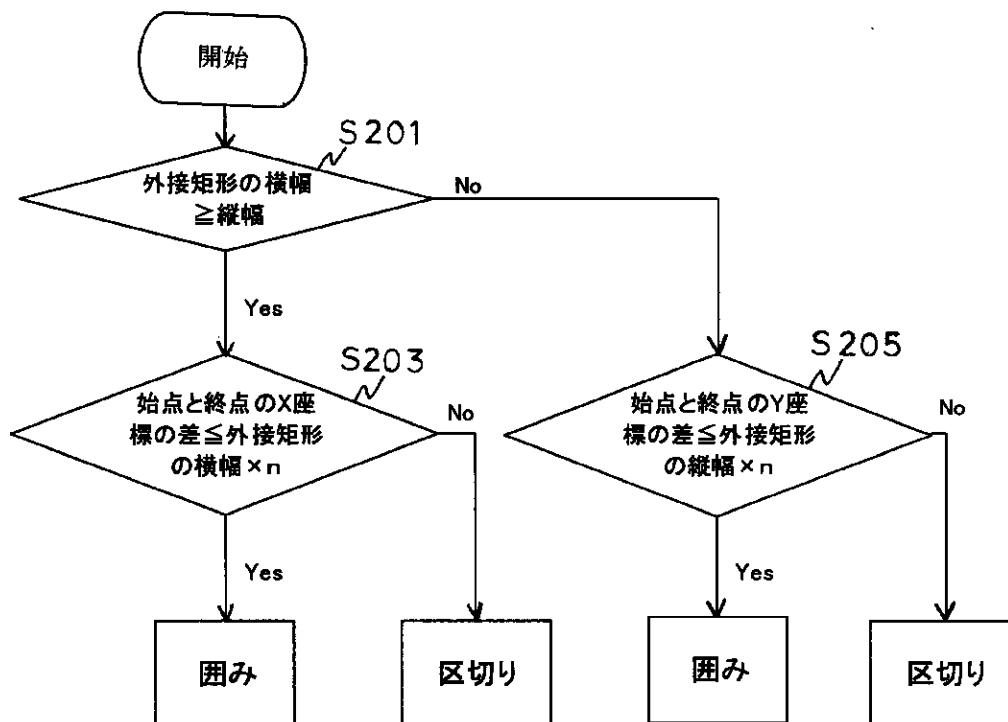 開始
S201
外接矩形の横幅
≧縦幅
No
Yes
S203
始点と終点のX座
標の差≦外接矩形
の横幅×n
No
Yes
S205
始点と終点のY座
標の差≦外接矩形
の縦幅×n
No
Yes
囲み
区切り
囲み
区切り